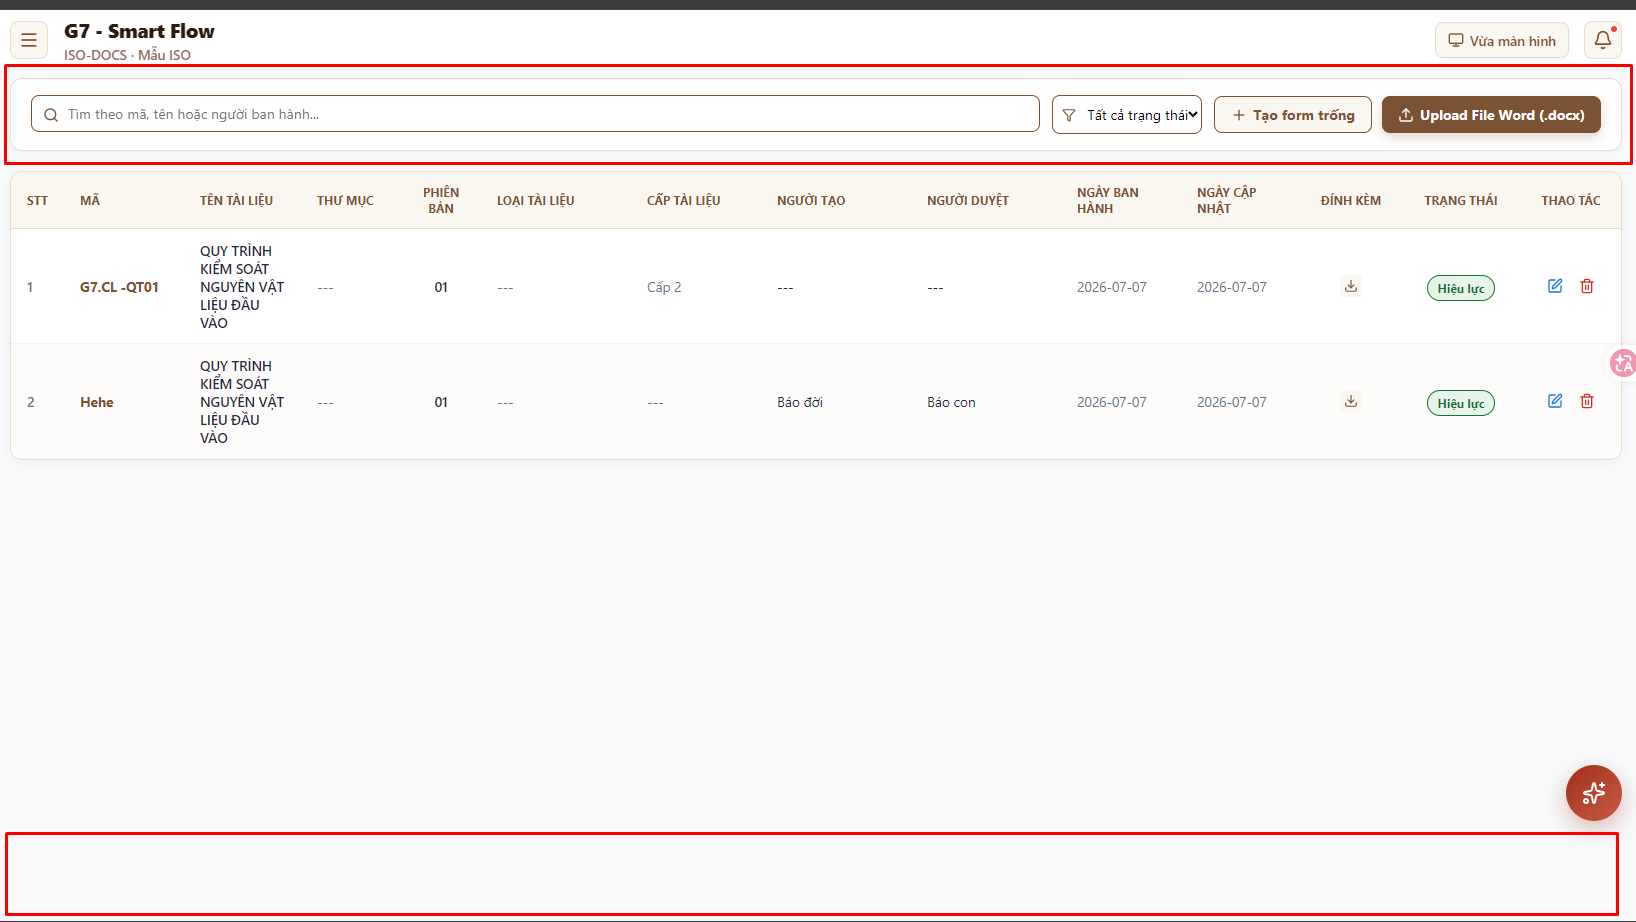 G7 - Smart Flow
ISO-DOCS · Mẫu ISO
Vừa màn hình
Tìm theo mã, tên hoặc người ban hành...
Tất cả trạng thái
Tạo form trống
Upload File Word (.docx)
STT MÃ TÊN TÀI LIỆU THƯ MỤC PHIÊN BẢN LOẠI TÀI LIỆU CẤP TÀI LIỆU NGƯỜI TẠO NGƯỜI DUYỆT NGÀY BAN HÀNH NGÀY CẬP NHẬT ĐÍNH KÈM TRẠNG THÁI THAO TÁC
1 G7.CL -QT01 QUY TRÌNH KIỂM SOÁT NGUYÊN VẬT LIỆU ĐẦU VÀO --- 01 --- Cấp 2 --- --- 2026-07-07 2026-07-07 Hiệu lực
2 Hehe QUY TRÌNH KIỂM SOÁT NGUYÊN VẬT LIỆU ĐẦU VÀO --- 01 --- --- Báo đời Báo con 2026-07-07 2026-07-07 Hiệu lực